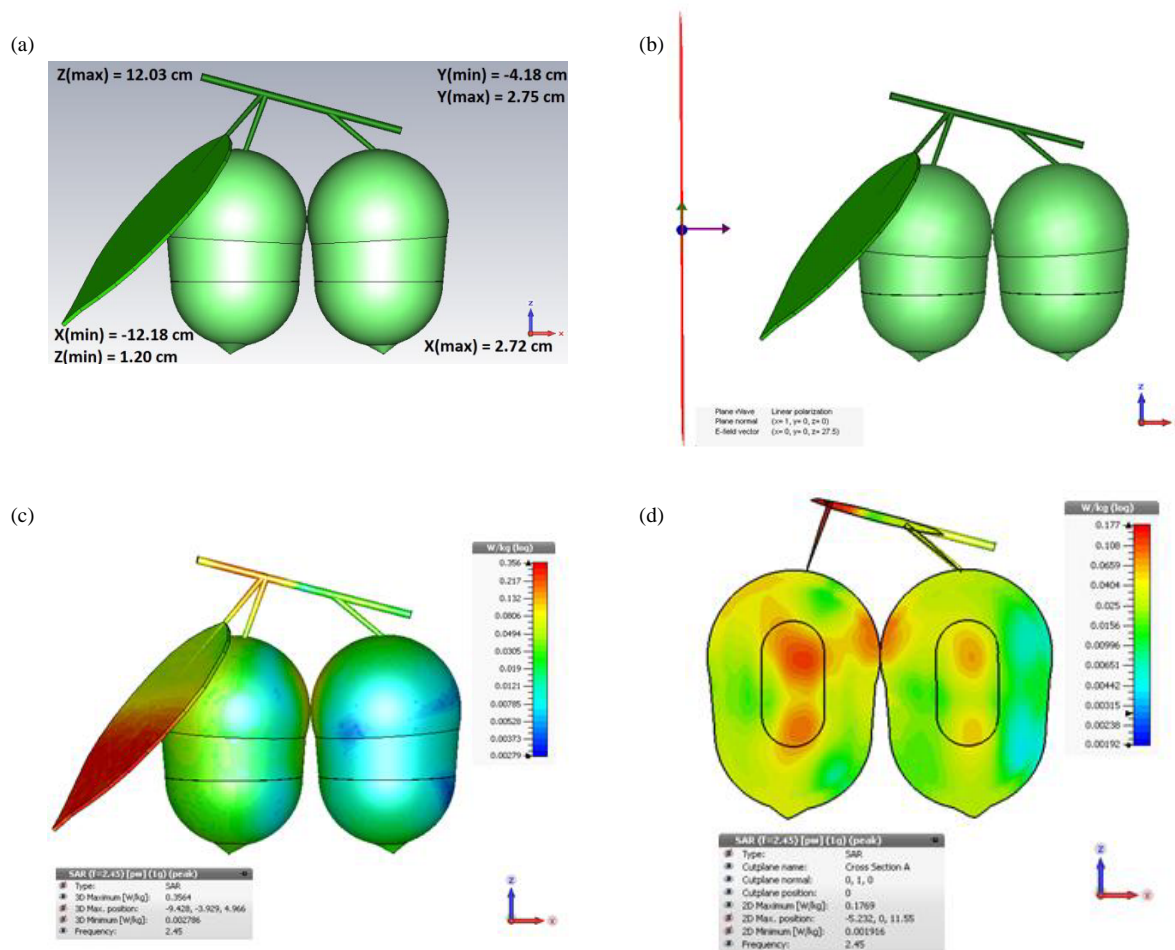 (a)
Z(max) = 12.03 cm
Y(min) = -4.18 cm
Y(max) = 2.75 cm
X(min) = -12.18 cm
Z(min) = 1.20 cm
X(max) = 2.72 cm
z
x
(b)
Plane Wave Linear polarization
Plane normal (x= 1, y= 0, z= 0)
E-field vector (x= 0, y= 0, z= 27.5)
z
(c)
W/kg (log)
0.356
0.217
0.132
0.0806
0.0494
0.0305
0.019
0.0121
0.00785
0.00528
0.00373
0.00279
SAR (f=2.45) [pw] (1g) (peak)
Type: SAR
3D Maximum [W/kg]: 0.3564
3D Max. position: -9.428, -3.929, 4.966
3D Minimum [W/kg]: 0.002786
Frequency: 2.45
z
x
(d)
W/kg (log)
0.177
0.108
0.0659
0.0404
0.025
0.0156
0.00996
0.00651
0.00442
0.00315
0.00238
0.00192
SAR (f=2.45) [pw] (1g) (peak)
Type: SAR
Cutplane name: Cross Section A
Cutplane normal: 0, 1, 0
Cutplane position: 0
2D Maximum [W/kg]: 0.1769
2D Max. position: -5.232, 0, 11.55
2D Minimum [W/kg]: 0.001916
Frequency: 2.45
z
x